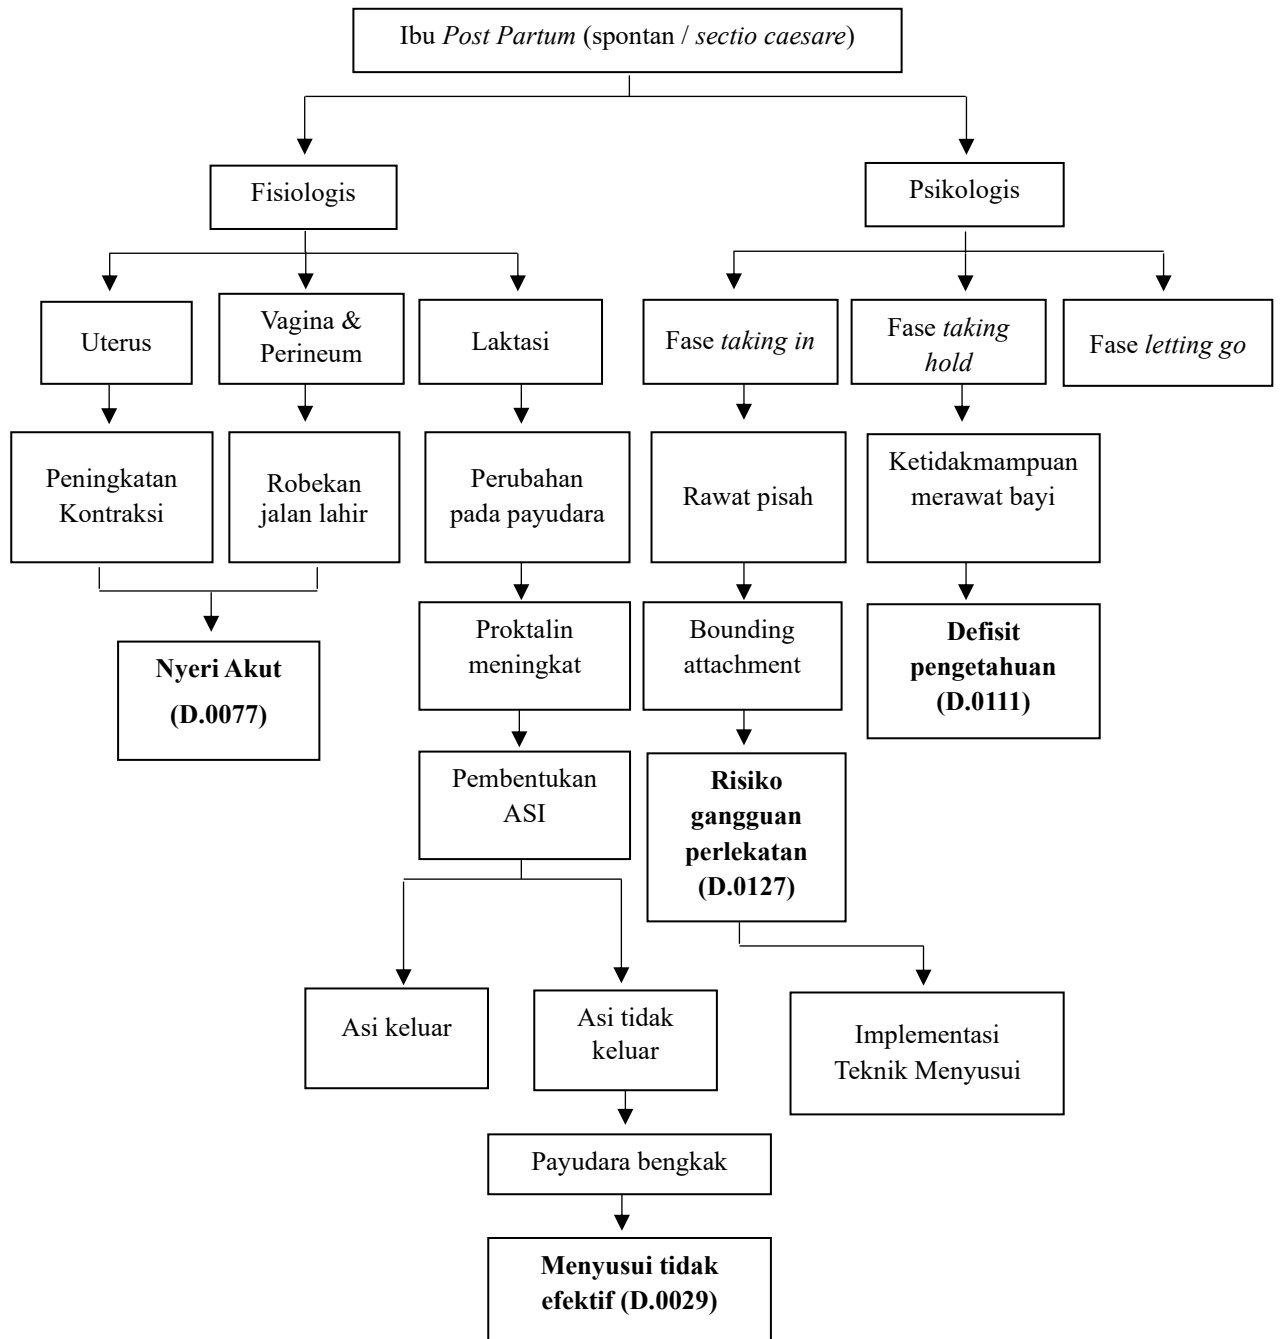 Ibu Post Partum (spontan / sectio caesare)
Fisiologis
Psikologis
Uterus
Vagina &
Perineum
Laktasi
Fase taking in
Fase taking
hold
Fase letting go
Peningkatan
Kontraksi
Robekan
jalan lahir
Perubahan
pada payudara
Rawat pisah
Ketidakmampuan
merawat bayi
Nyeri Akut
(D.0077)
Proktalin
meningkat
Bounding
attachment
Defisit
pengetahuan
(D.0111)
Pembentukan
ASI
Risiko
gangguan
perlekatan
(D.0127)
Asi keluar
Asi tidak
keluar
Implementasi
Teknik Menyusui
Payudara bengkak
Menyusui tidak
efektif (D.0029)